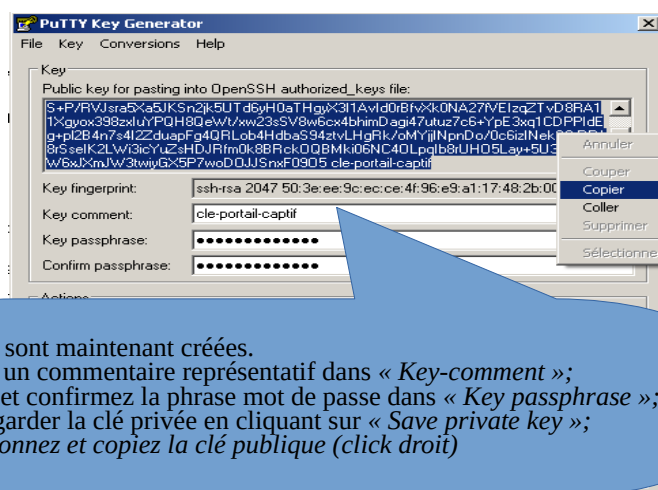 PuTTY Key Generator
File Key Conversions Help
Key
Public key for pasting into OpenSSH authorized_keys file:
S+P/RVJsra5Xa5JKSn2jk5UTd6yH0aTHgyX3I1AvId0rBfvXk0NA27fVEIzqZTvD8RA1
1Xgyox398zxIuYPQH8QeWt/xw23sSV8w6cx4bhimDagi47utuz7c6+YpE3xq1CDPPIdE
g+pI2B4n7s4I2ZduapFg4QRLob4HdbaS94ztvLHgRk/oMYjjlNpnDo/0c6izINek
8rSseIK2LWi3icYuZsHDJRfm0k8BRckOQBMki06NC4OLpqIb8rUHO5Lay+5U3
W6xJXmJW3twiyGX5P7woDOJJSnxF09O5 cle-portail-captif
Annuler
Couper
Copier
Coller
Supprimer
Sélectionne
Key fingerprint: ssh-rsa 2047 50:3e:ee:9c:ec:ce:4f:96:e9:a1:17:48:2b:00
Key comment: cle-portail-captif
Key passphrase: •••••••••••••
Confirm passphrase: •••••••••••••
Actions
sont maintenant créées.
un commentaire représentatif dans « Key-comment »;
et confirmez la phrase mot de passe dans « Key passphrase »;
garder la clé privée en cliquant sur « Save private key »;
onnez et copiez la clé publique (click droit)